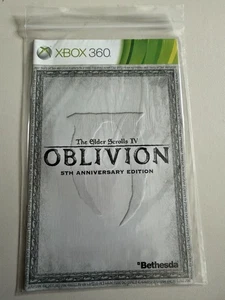 XBOX 360
The Elder Scrolls IV
OBLIVION
5TH ANNIVERSARY EDITION
Bethesda